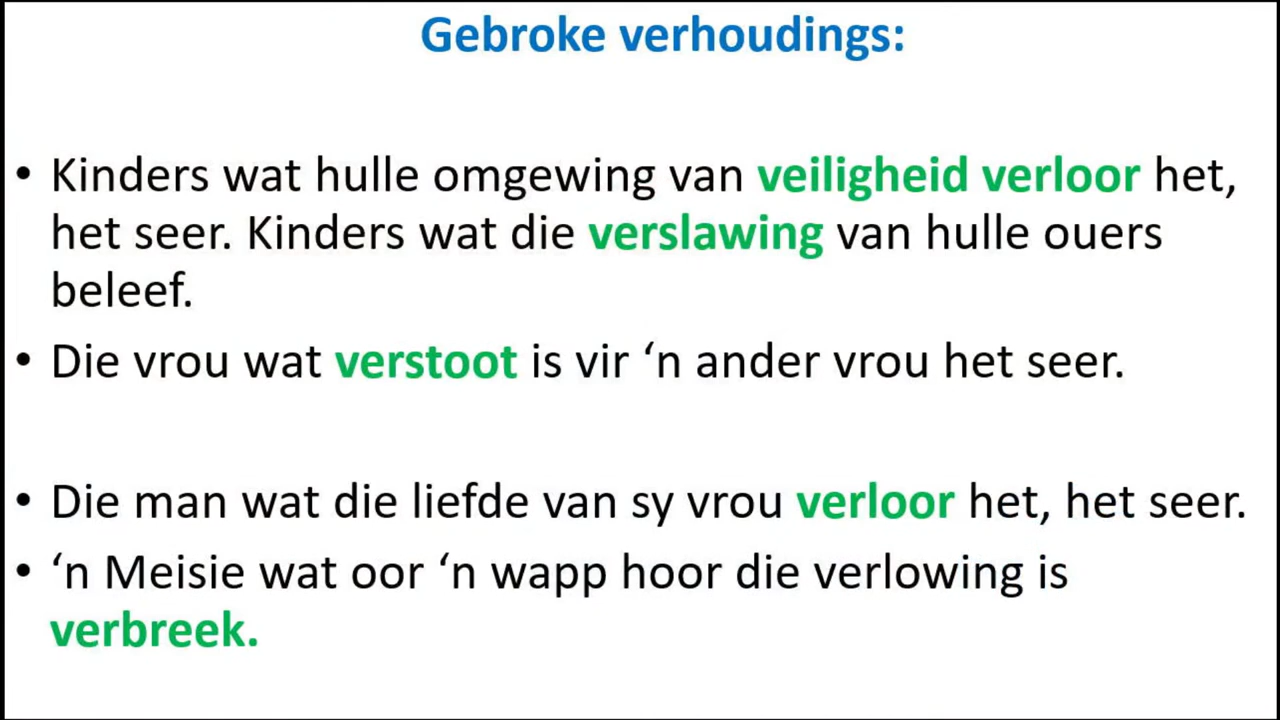 Gebroke verhoudings:
• Kinders wat hulle omgewing van veiligheid verloor het,
het seer. Kinders wat die verslawing van hulle ouers
beleef.
• Die vrou wat verstoot is vir ‘n ander vrou het seer.
• Die man wat die liefde van sy vrou verloor het, het seer.
• ‘n Meisie wat oor ‘n wapp hoor die verlowing is
verbreek.